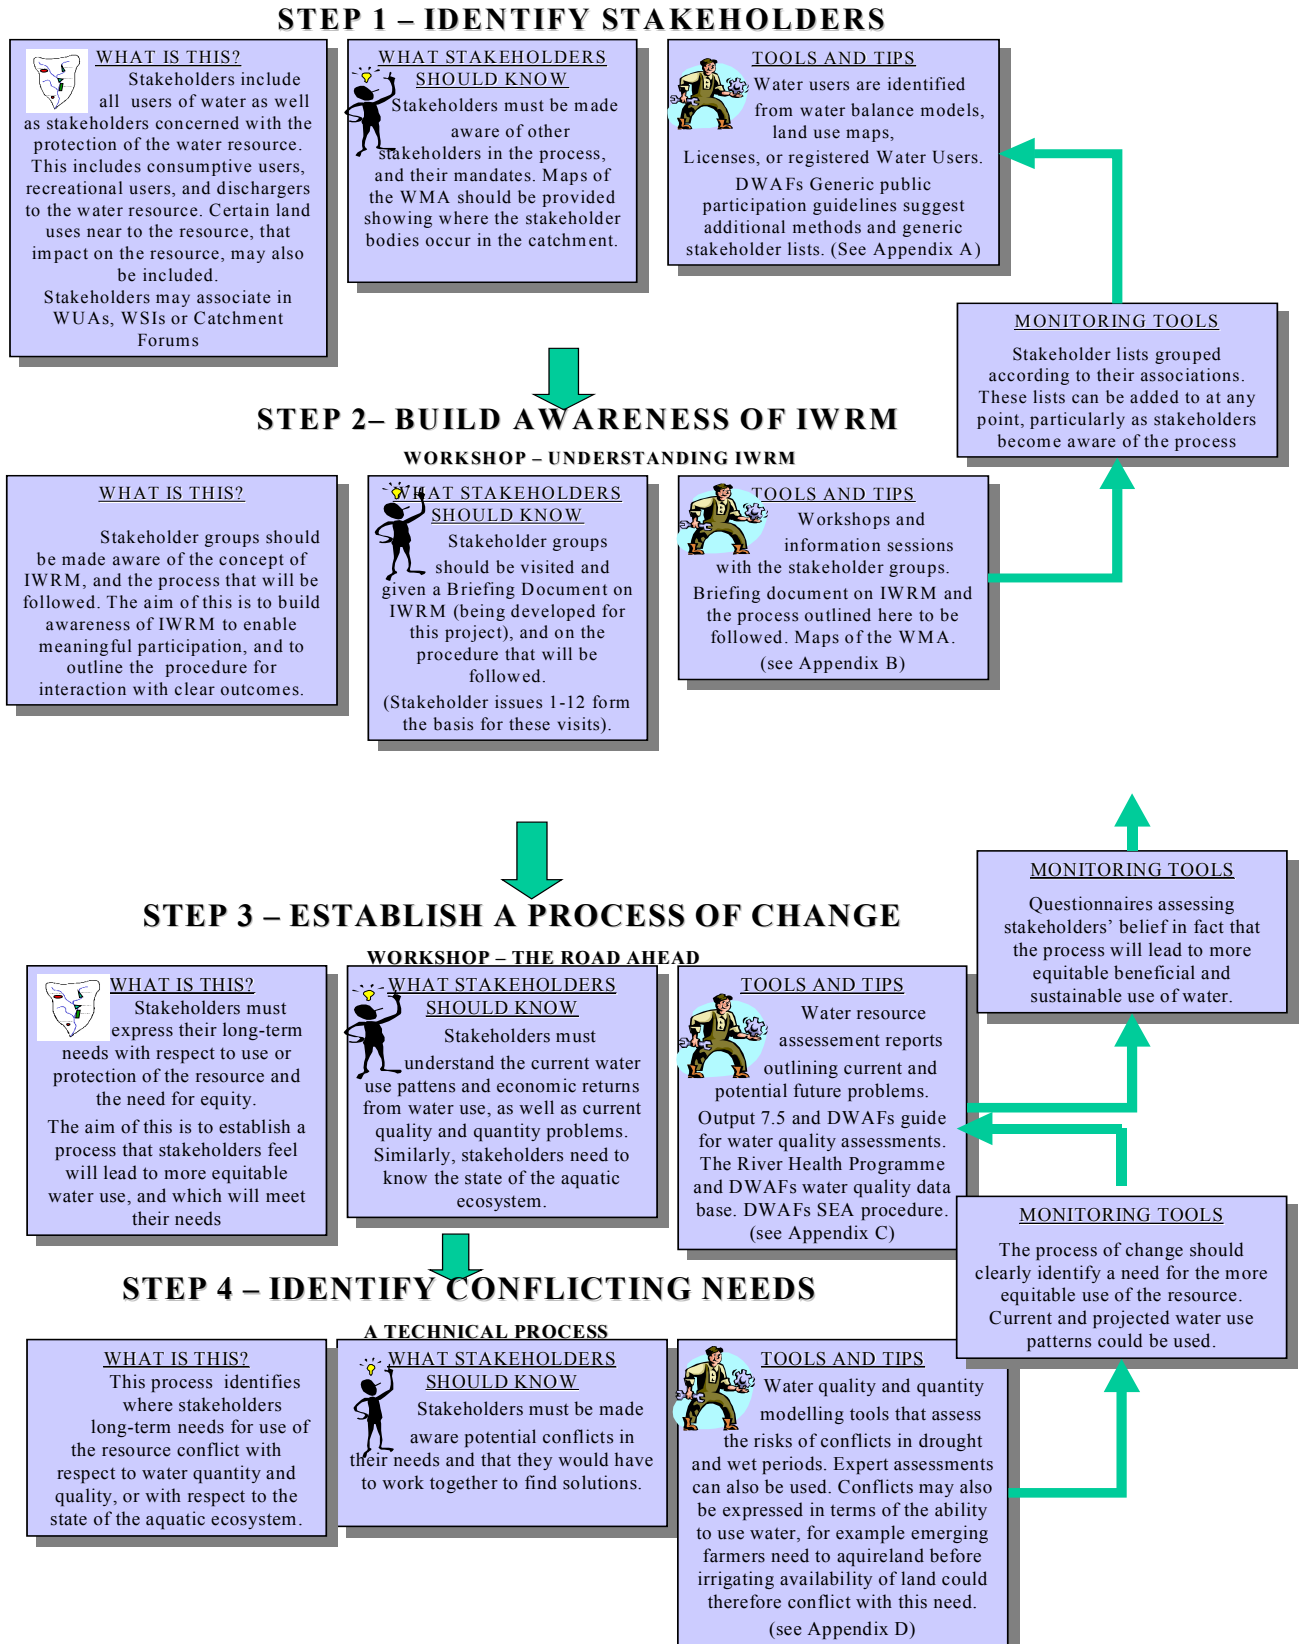 STEP 1 – IDENTIFY STAKEHOLDERS
WHAT IS THIS?
Stakeholders include
all users of water as well
as stakeholders concerned with the
protection of the water resource.
This includes consumptive users,
recreational users, and dischargers
to the water resource. Certain land
uses near to the resource, that
impact on the resource, may also
be included.
Stakeholders may associate in
WUAs, WSIs or Catchment
Forums
WHAT STAKEHOLDERS
SHOULD KNOW
Stakeholders must be made
aware of other
stakeholders in the process,
and their mandates. Maps of
the WMA should be provided
showing where the stakeholder
bodies occur in the catchment.
TOOLS AND TIPS
Water users are identified
from water balance models,
land use maps,
Licenses, or registered Water Users.
DWAFs Generic public
participation guidelines suggest
additional methods and generic
stakeholder lists. (See Appendix A)
MONITORING TOOLS
Stakeholder lists grouped
according to their associations.
These lists can be added to at any
point, particularly as stakeholders
become aware of the process
STEP 2– BUILD AWARENESS OF IWRM
WORKSHOP – UNDERSTANDING IWRM
WHAT IS THIS?
Stakeholder groups should
be made aware of the concept of
IWRM, and the process that will be
followed. The aim of this is to build
awareness of IWRM to enable
meaningful participation, and to
outline the procedure for
interaction with clear outcomes.
WHAT STAKEHOLDERS
SHOULD KNOW
Stakeholder groups
should be visited and
given a Briefing Document on
IWRM (being developed for
this project), and on the
procedure that will be
followed.
(Stakeholder issues 1-12 form
the basis for these visits).
TOOLS AND TIPS
Workshops and
information sessions
with the stakeholder groups.
Briefing document on IWRM and
the process outlined here to be
followed. Maps of the WMA.
(see Appendix B)
MONITORING TOOLS
Questionnaires assessing
stakeholders' belief in fact that
the process will lead to more
equitable beneficial and
sustainable use of water.
STEP 3 – ESTABLISH A PROCESS OF CHANGE
WORKSHOP – THE ROAD AHEAD
WHAT IS THIS?
Stakeholders must
express their long-term
needs with respect to use or
protection of the resource and
the need for equity.
The aim of this is to establish a
process that stakeholders feel
will lead to more equitable
water use, and which will meet
their needs
WHAT STAKEHOLDERS
SHOULD KNOW
Stakeholders must
understand the current water
use pattens and economic returns
from water use, as well as current
quality and quantity problems.
Similarly, stakeholders need to
know the state of the aquatic
ecosystem.
TOOLS AND TIPS
Water resource
assessement reports
outlining current and
potential future problems.
Output 7.5 and DWAFs guide
for water quality assessments.
The River Health Programme
and DWAFs water quality data
base. DWAFs SEA procedure.
(see Appendix C)
MONITORING TOOLS
The process of change should
clearly identify a need for the more
equitable use of the resource.
Current and projected water use
patterns could be used.
STEP 4 – IDENTIFY CONFLICTING NEEDS
A TECHNICAL PROCESS
WHAT IS THIS?
This process identifies
where stakeholders
long-term needs for use of
the resource conflict with
respect to water quantity and
quality, or with respect to the
state of the aquatic ecosystem.
WHAT STAKEHOLDERS
SHOULD KNOW
Stakeholders must be made
aware potential conflicts in
their needs and that they would have
to work together to find solutions.
TOOLS AND TIPS
Water quality and quantity
modelling tools that assess
the risks of conflicts in drought
and wet periods. Expert assessments
can also be used. Conflicts may also
be expressed in terms of the ability
to use water, for example emerging
farmers need to aquireland before
irrigating availability of land could
therefore conflict with this need.
(see Appendix D)